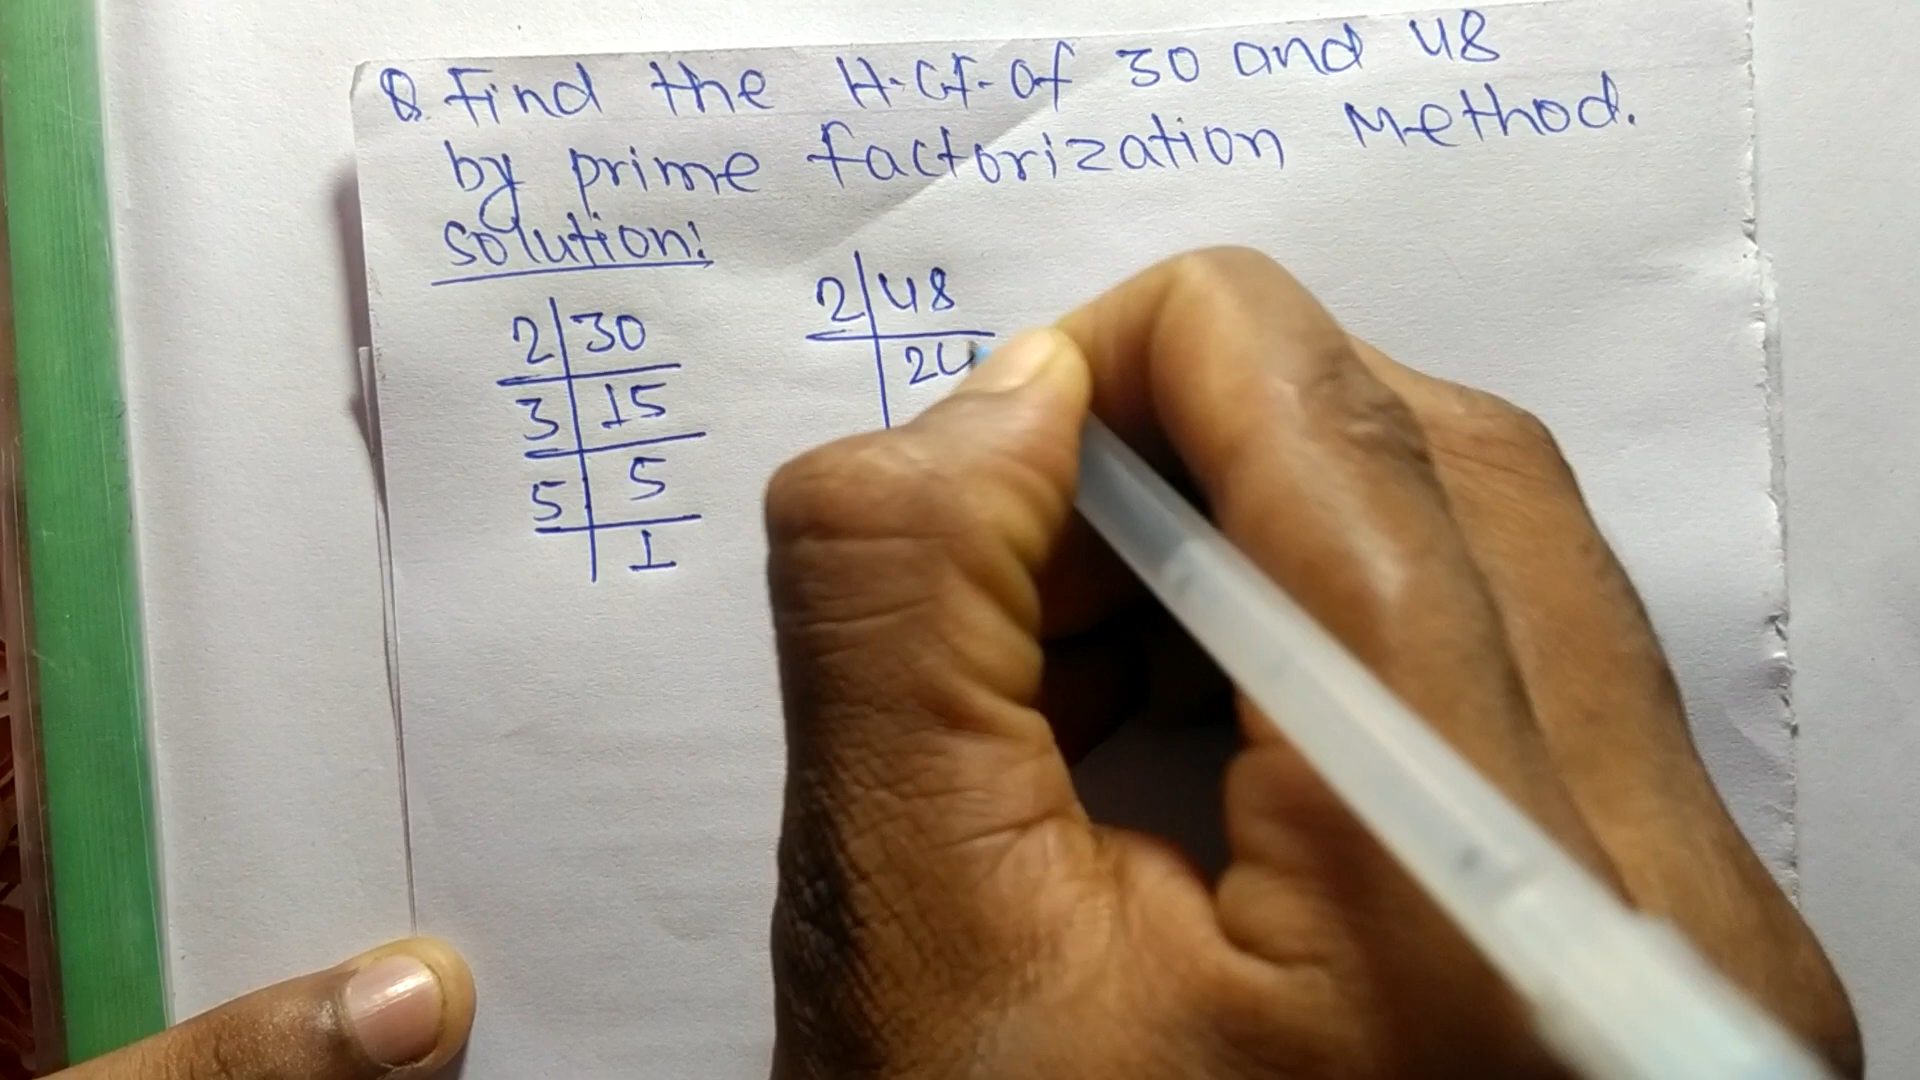 Q. Find the H.C.F. of 30 and 48
by prime factorization Method.
solution:
2 | 30
3 | 15
5 | 5
1
2 | 48
24